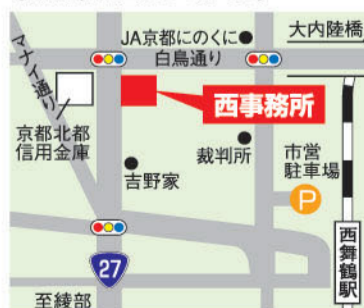 JA京都にのくに
大内陸橋
白鳥通り
マナイ通り
西事務所
京都北都
信用金庫
裁判所
市営
駐車場
吉野家
P
西舞鶴駅
27
至綾部